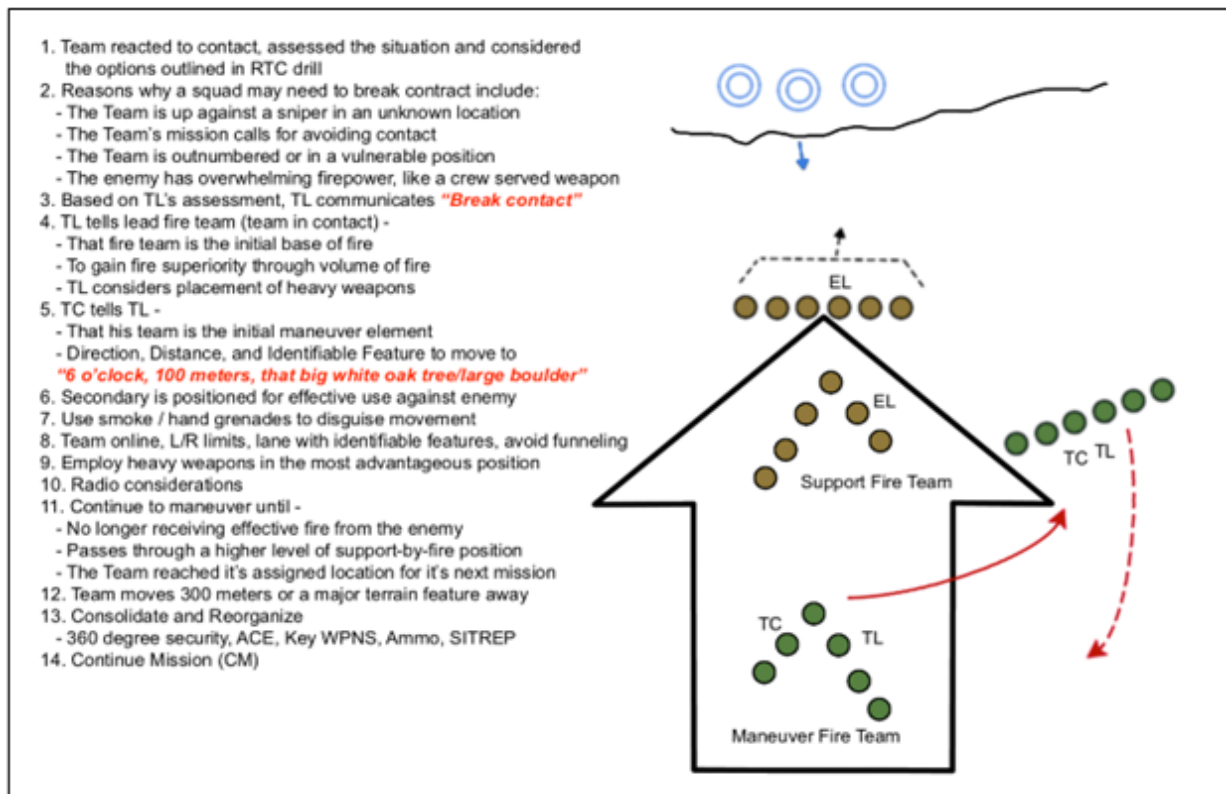 1. Team reacted to contact, assessed the situation and considered
the options outlined in RTC drill
2. Reasons why a squad may need to break contract include:
- The Team is up against a sniper in an unknown location
- The Team's mission calls for avoiding contact
- The Team is outnumbered or in a vulnerable position
- The enemy has overwhelming firepower, like a crew served weapon
3. Based on TL's assessment, TL communicates "Break contact"
4. TL tells lead fire team (team in contact) -
- That fire team is the initial base of fire
- To gain fire superiority through volume of fire
- TL considers placement of heavy weapons
5. TC tells TL -
- That his team is the initial maneuver element
- Direction, Distance, and Identifiable Feature to move to
"6 o'clock, 100 meters, that big white oak tree/large boulder"
6. Secondary is positioned for effective use against enemy
7. Use smoke / hand grenades to disguise movement
8. Team online, L/R limits, lane with identifiable features, avoid funneling
9. Employ heavy weapons in the most advantageous position
10. Radio considerations
11. Continue to maneuver until -
- No longer receiving effective fire from the enemy
- Passes through a higher level of support-by-fire position
- The Team reached it's assigned location for it's next mission
12. Team moves 300 meters or a major terrain feature away
13. Consolidate and Reorganize
- 360 degree security, ACE, Key WPNS, Ammo, SITREP
14. Continue Mission (CM)
EL
EL
Support Fire Team
TC TL
TC
TL
Maneuver Fire Team